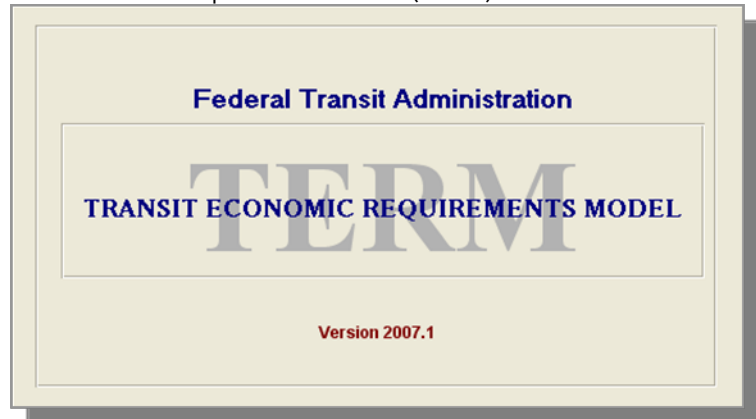 Federal Transit Administration
TERM
TRANSIT ECONOMIC REQUIREMENTS MODEL
Version 2007.1